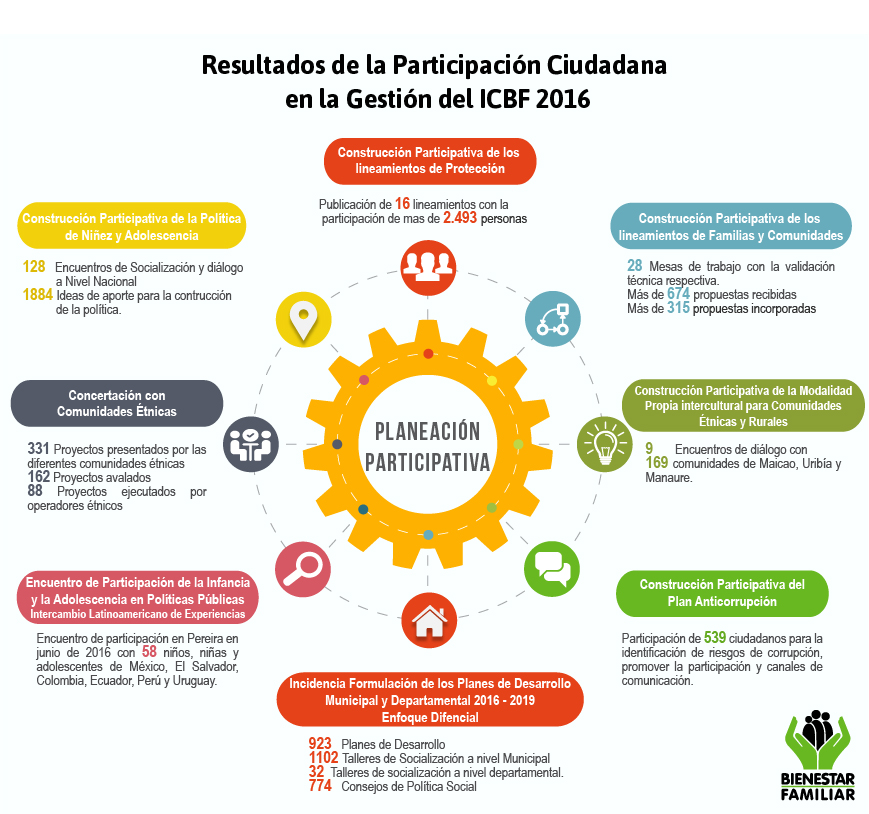 Resultados de la Participación Ciudadana
en la Gestión del ICBF 2016
Construcción Participativa de los
lineamientos de Protección
Publicación de 16 lineamientos con la
participación de mas de 2.493 personas
Construcción Participativa de la Política
de Niñez y Adolescencia
128 Encuentros de Socialización y diálogo
a Nivel Nacional
1884 Ideas de aporte para la contrucción
de la política.
Construcción Participativa de los
lineamientos de Familias y Comunidades
28 Mesas de trabajo con la validación
técnica respectiva.
Más de 674 propuestas recibidas
Más de 315 propuestas incorporadas
Concertación con
Comunidades Étnicas
331 Proyectos presentados por las
diferentes comunidades étnicas
162 Proyectos avalados
88 Proyectos ejecutados por
operadores étnicos
PLANEACIÓN
PARTICIPATIVA
Construcción Participativa de la Modalidad
Propia intercultural para Comunidades
Étnicas y Rurales
9 Encuentros de diálogo con
169 comunidades de Maicao, Uribía y
Manaure.
Encuentro de Participación de la Infancia
y la Adolescencia en Políticas Públicas
Intercambio Latinoamericano de Experiencias
Encuentro de participación en Pereira en
junio de 2016 con 58 niños, niñas y
adolescentes de México, El Salvador,
Colombia, Ecuador, Perú y Uruguay.
Construcción Participativa del
Plan Anticorrupción
Participación de 539 ciudadanos para la
identificación de riesgos de corrupción,
promover la participación y canales de
comunicación.
Incidencia Formulación de los Planes de Desarrollo
Municipal y Departamental 2016 - 2019
Enfoque Difencial
923 Planes de Desarrollo
1102 Talleres de Socialización a nivel Municipal
32 Talleres de socialización a nivel departamental.
774 Consejos de Política Social
BIENESTAR
FAMILIAR